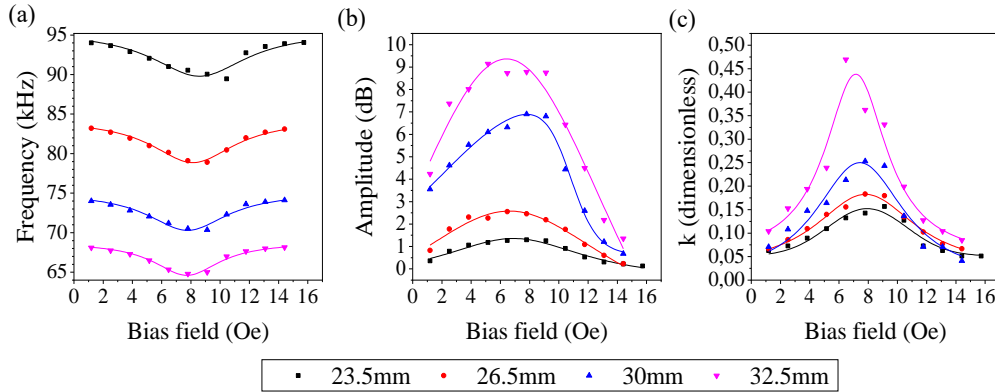 (a)
95
90
85
80
75
70
65
Frequency (kHz)
0 2 4 6 8 10 12 14 16
Bias field (Oe)
(b)
10
9
8
7
6
5
4
3
2
1
0
Amplitude (dB)
0 2 4 6 8 10 12 14 16
Bias field (Oe)
(c)
0,50
0,45
0,40
0,35
0,30
0,25
0,20
0,15
0,10
0,05
0,00
k (dimensionless)
0 2 4 6 8 10 12 14 16
Bias field (Oe)
23.5mm 26.5mm 30mm 32.5mm